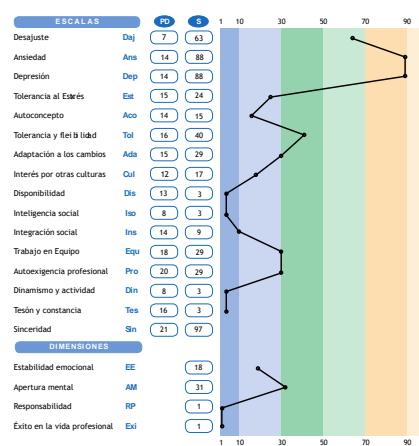 ESCALAS PD S 1 10 30 50 70 90
Desajuste Daj 7 63
Ansiedad Ans 14 88
Depresión Dep 14 88
Tolerancia al Estrés Est 15 24
Autoconcepto Aco 14 15
Tolerancia y flexibilidad Tol 16 40
Adaptación a los cambios Ada 15 29
Interés por otras culturas Cul 12 17
Disponibilidad Dis 13 3
Inteligencia social Iso 8 3
Integración social Ins 14 9
Trabajo en Equipo Equ 18 29
Autoexigencia profesional Pro 20 29
Dinamismo y actividad Din 8 3
Tesón y constancia Tes 16 3
Sinceridad Sin 21 97
DIMENSIONES
Estabilidad emocional EE 18
Apertura mental AM 31
Responsabilidad RP 1
Éxito en la vida profesional Exi 1
1 10 30 50 70 90